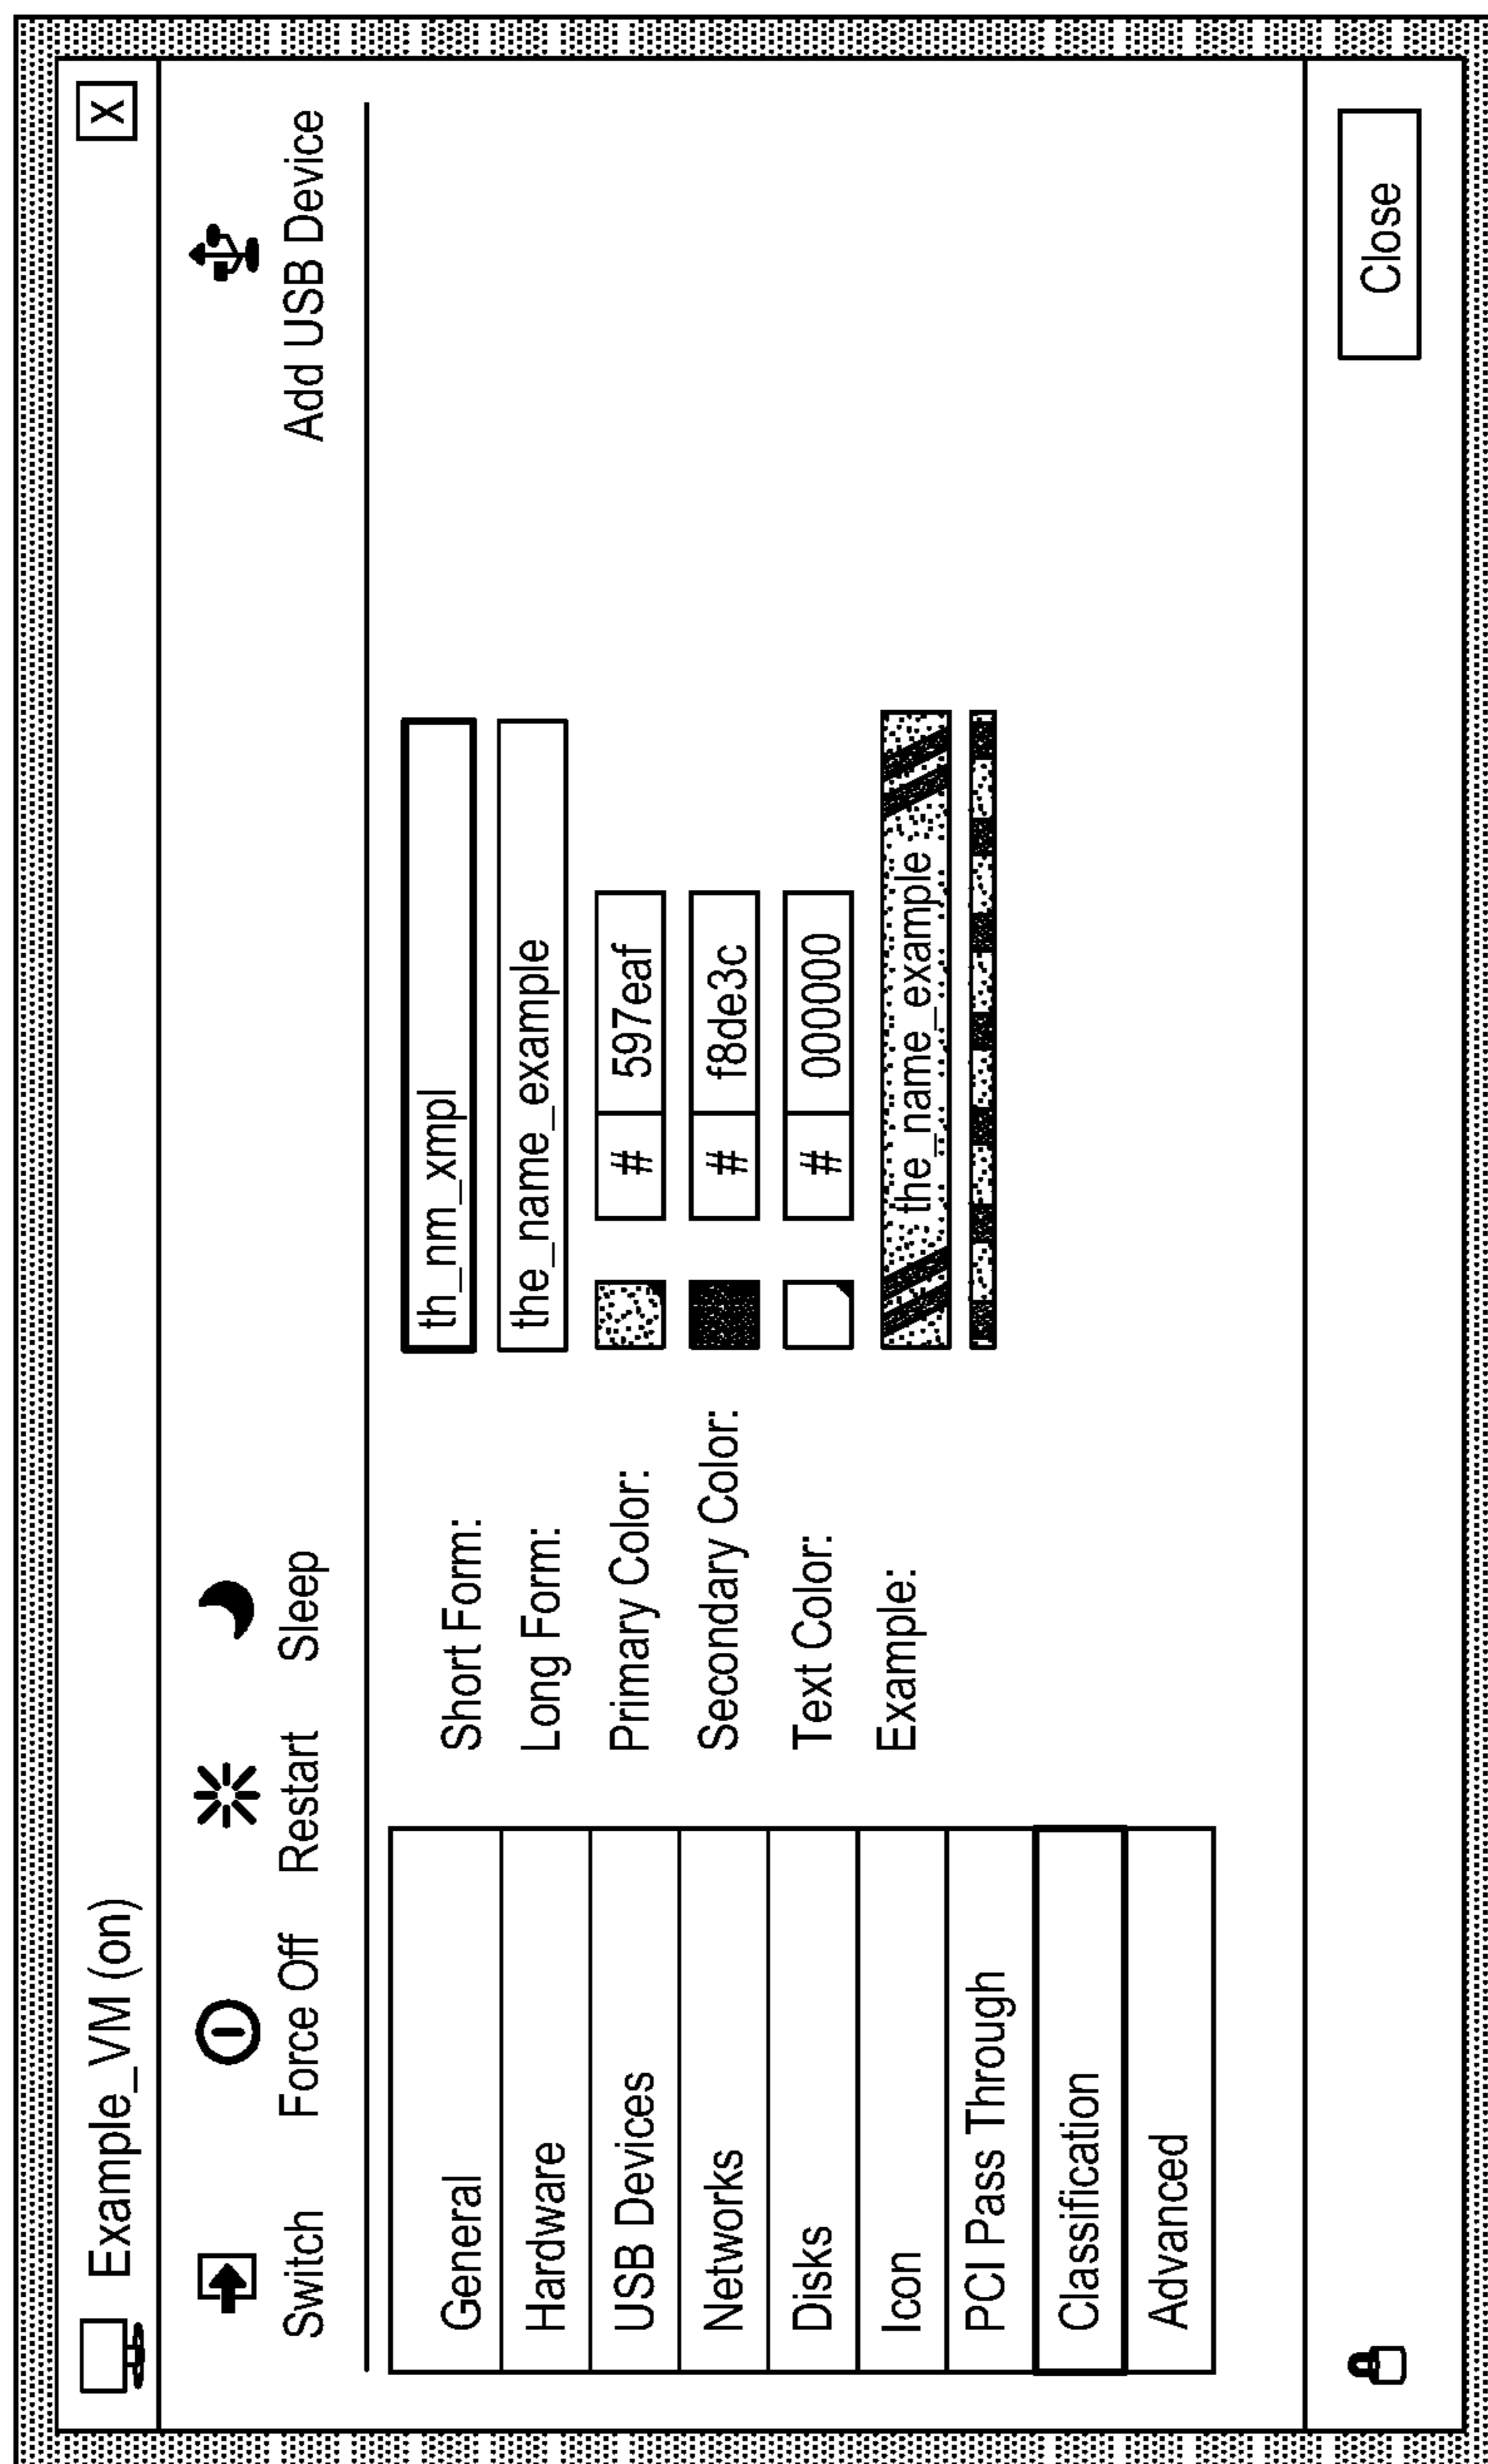 Example_VM (on)
X
Switch
Force Off
Restart
Sleep
Add USB Device
General
Hardware
USB Devices
Networks
Disks
Icon
PCI Pass Through
Classification
Advanced
Short Form: th_nm_xmpl
Long Form: the_name_example
Primary Color: # 597eaf
Secondary Color: # f8de3c
Text Color: # 000000
Example: the_name_example
Close